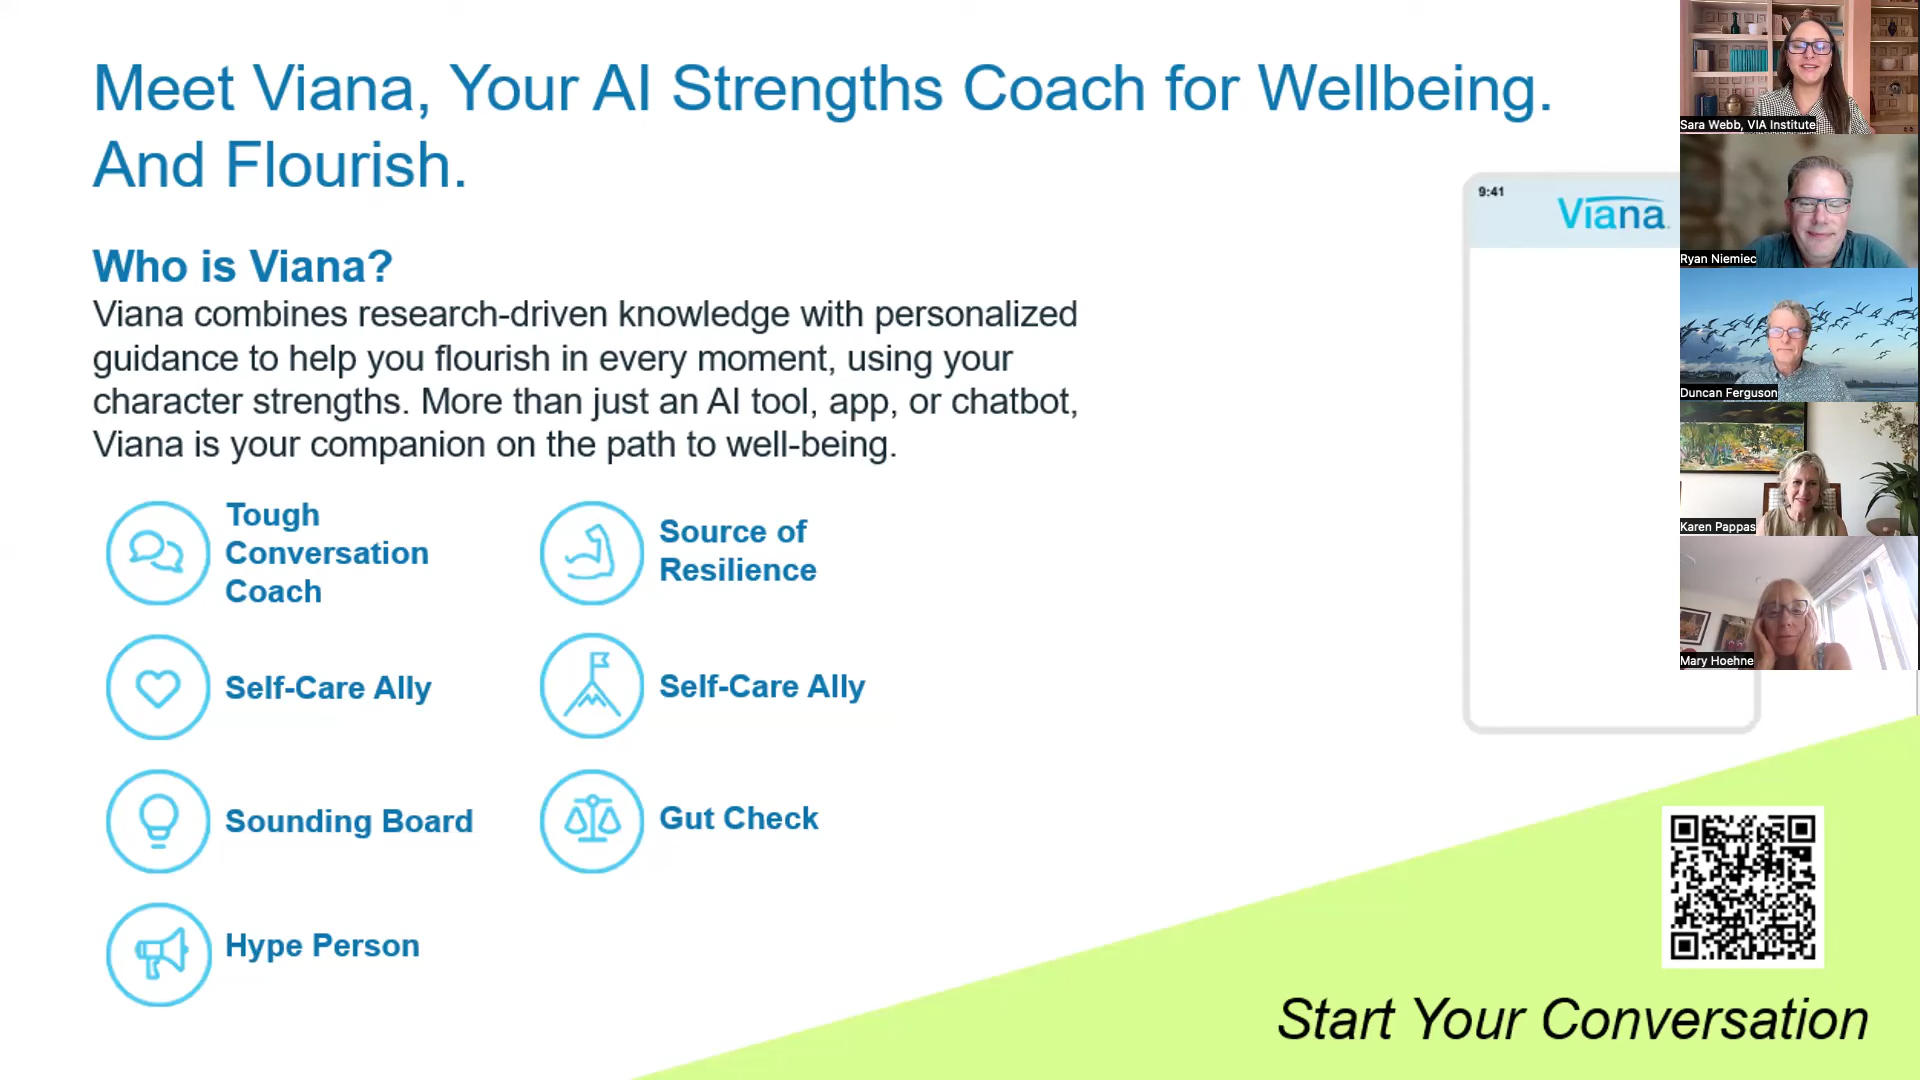 Meet Viana, Your AI Strengths Coach for Wellbeing.
And Flourish.
Who is Viana?
Viana combines research-driven knowledge with personalized
guidance to help you flourish in every moment, using your
character strengths. More than just an AI tool, app, or chatbot,
Viana is your companion on the path to well-being.
Tough
Conversation
Coach
Source of
Resilience
Self-Care Ally
Self-Care Ally
Sounding Board
Gut Check
Hype Person
9:41
Viana
Start Your Conversation
Sara Webb, VIA Institute
Ryan Niemiec
Duncan Ferguson
Karen Pappas
Mary Hoehne